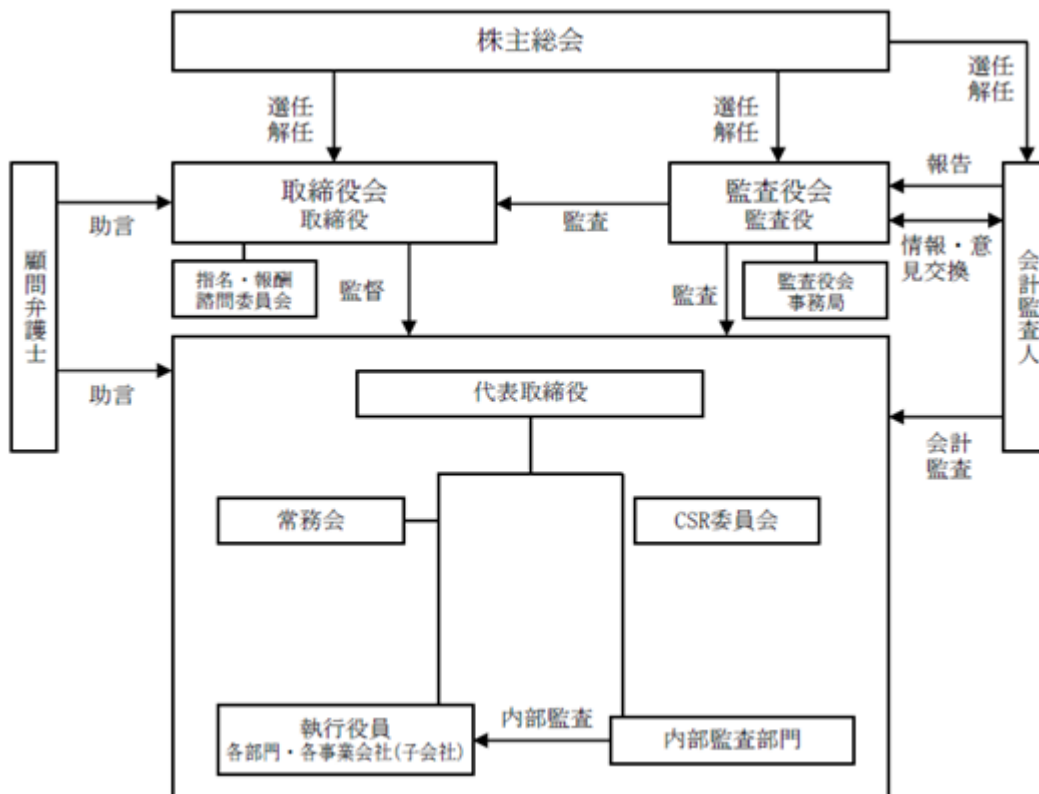 株主総会
選任
解任
選任
解任
選任
解任
取締役会
取締役
監査役会
監査役
報告
助言
監査
情報・意
見交換
顧問弁護士
指名・報酬
諮問委員会
監督
監査
監査役会
事務局
会計監査人
助言
代表取締役
会計
監査
常務会
CSR委員会
執行役員
各部門・各事業会社(子会社)
内部監査
内部監査部門